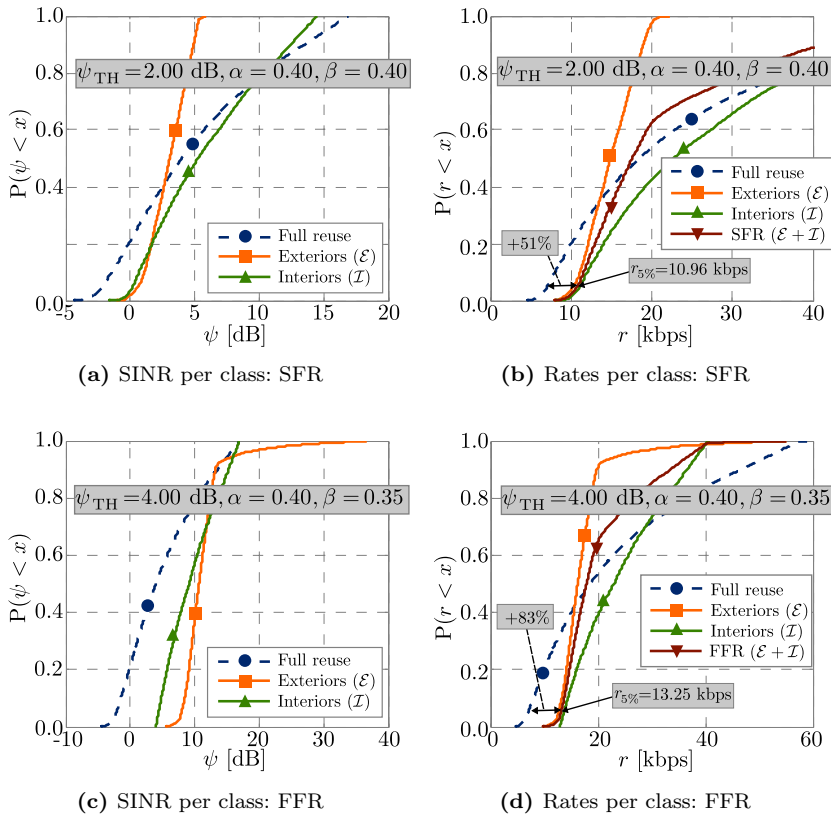 1.0
0.8
0.6
0.4
0.2
0.0
P(ψ < x)
ψ_TH = 2.00 dB, α = 0.40, β = 0.40
Full reuse
Exteriors (ℰ)
Interiors (ℐ)
-5 0 5 10 15 20
ψ [dB]
(a) SINR per class: SFR
1.0
0.8
0.6
0.4
0.2
0.0
P(r < x)
ψ_TH = 2.00 dB, α = 0.40, β = 0.40
Full reuse
Exteriors (ℰ)
Interiors (ℐ)
SFR (ℰ + ℐ)
+51%
r_5% = 10.96 kbps
0 10 20 30 40
r [kbps]
(b) Rates per class: SFR
1.0
0.8
0.6
0.4
0.2
0.0
P(ψ < x)
ψ_TH = 4.00 dB, α = 0.40, β = 0.35
Full reuse
Exteriors (ℰ)
Interiors (ℐ)
-10 0 10 20 30 40
ψ [dB]
(c) SINR per class: FFR
1.0
0.8
0.6
0.4
0.2
0.0
P(r < x)
ψ_TH = 4.00 dB, α = 0.40, β = 0.35
Full reuse
Exteriors (ℰ)
Interiors (ℐ)
FFR (ℰ + ℐ)
+83%
r_5% = 13.25 kbps
0 20 40 60
r [kbps]
(d) Rates per class: FFR